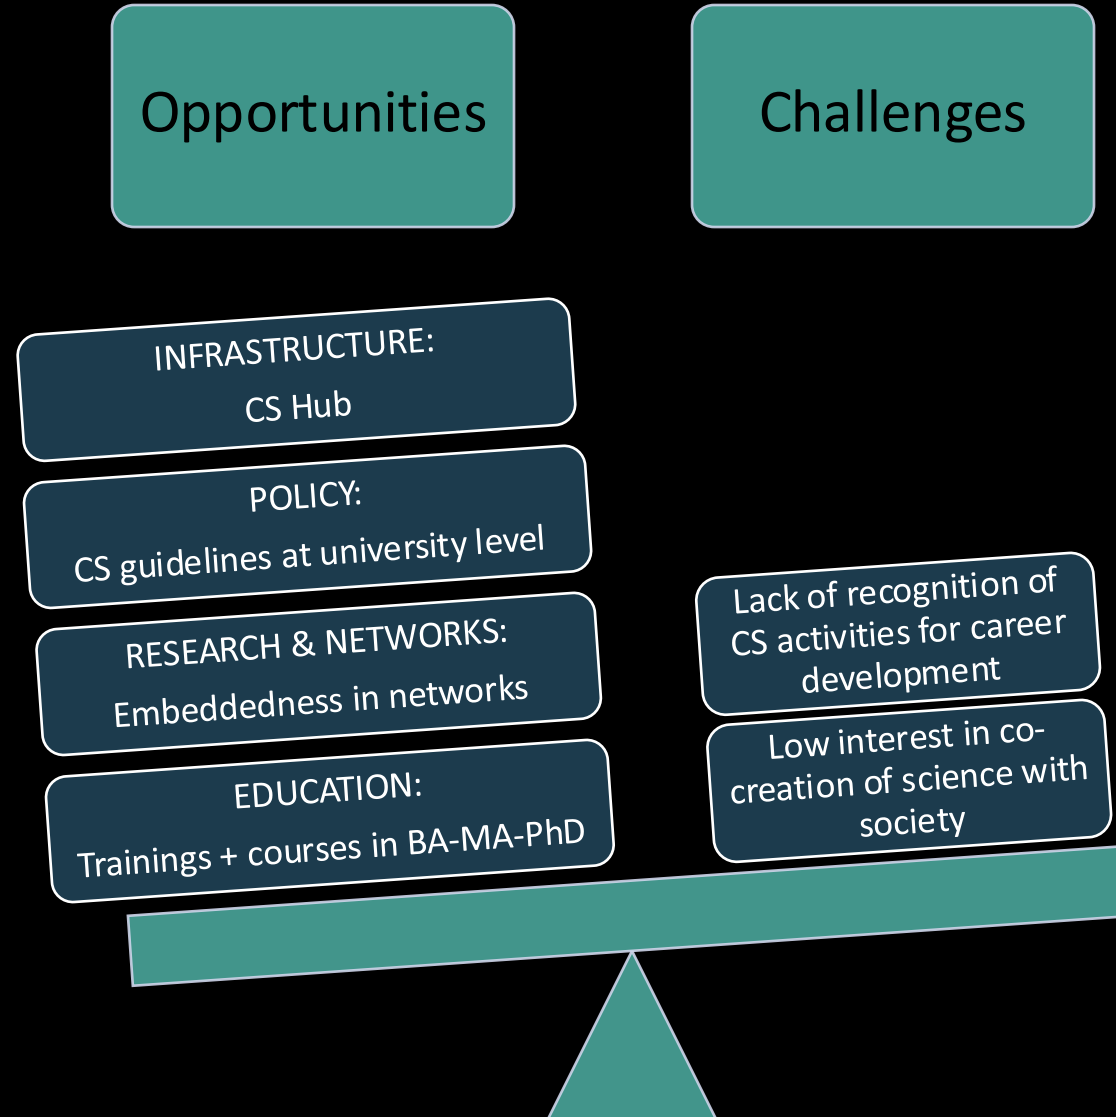 Opportunities
Challenges
INFRASTRUCTURE:
CS Hub
POLICY:
CS guidelines at university level
RESEARCH & NETWORKS:
Embeddedness in networks
EDUCATION:
Trainings + courses in BA-MA-PhD
Lack of recognition of
CS activities for career
development
Low interest in co-
creation of science with
society